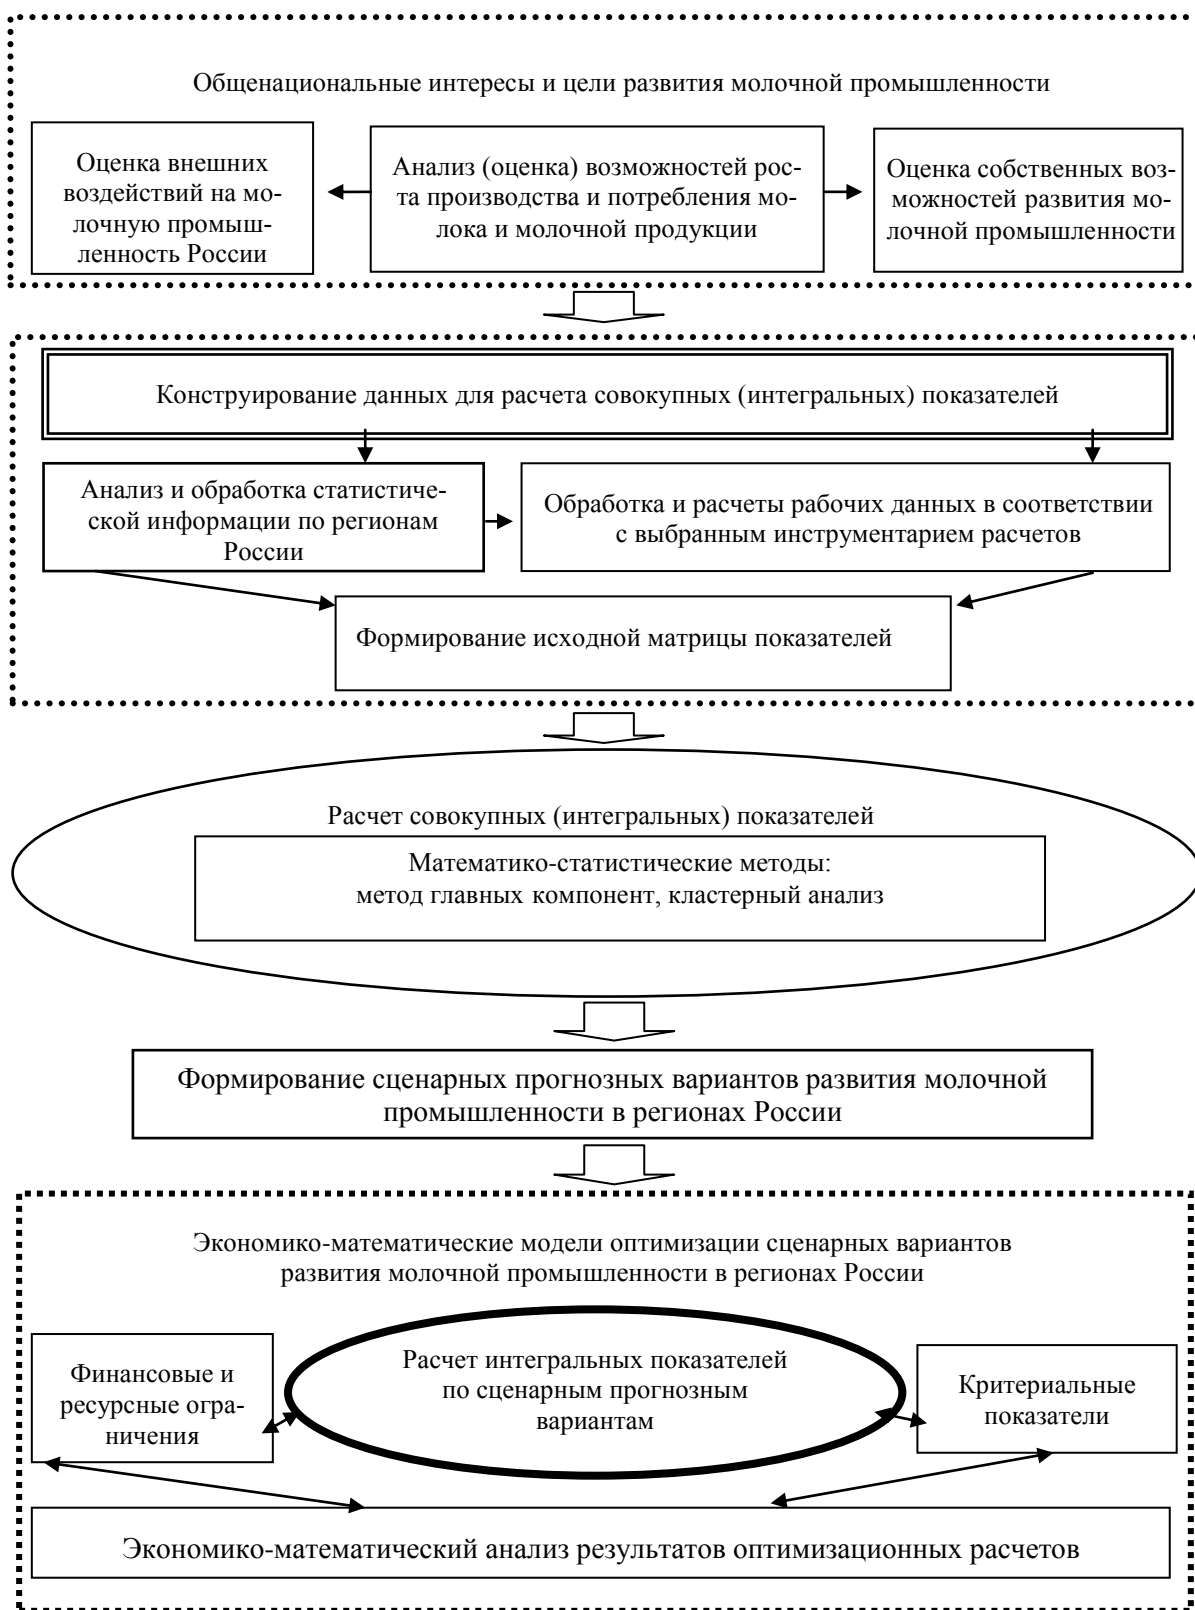 Общенациональные интересы и цели развития молочной промышленности
Оценка внешних
воздействий на мо-
лочную промыш-
ленность России
Анализ (оценка) возможностей рос-
та производства и потребления мо-
лока и молочной продукции
Оценка собственных воз-
можностей развития мо-
лочной промышленности
Конструирование данных для расчета совокупных (интегральных) показателей
Анализ и обработка статистиче-
ской информации по регионам
России
Обработка и расчеты рабочих данных в соответствии
с выбранным инструментарием расчетов
Формирование исходной матрицы показателей
Расчет совокупных (интегральных) показателей
Математико-статистические методы:
метод главных компонент, кластерный анализ
Формирование сценарных прогнозных вариантов развития молочной
промышленности в регионах России
Экономико-математические модели оптимизации сценарных вариантов
развития молочной промышленности в регионах России
Финансовые и
ресурсные огра-
ничения
Расчет интегральных показателей
по сценарным прогнозным
вариантам
Критериальные
показатели
Экономико-математический анализ результатов оптимизационных расчетов